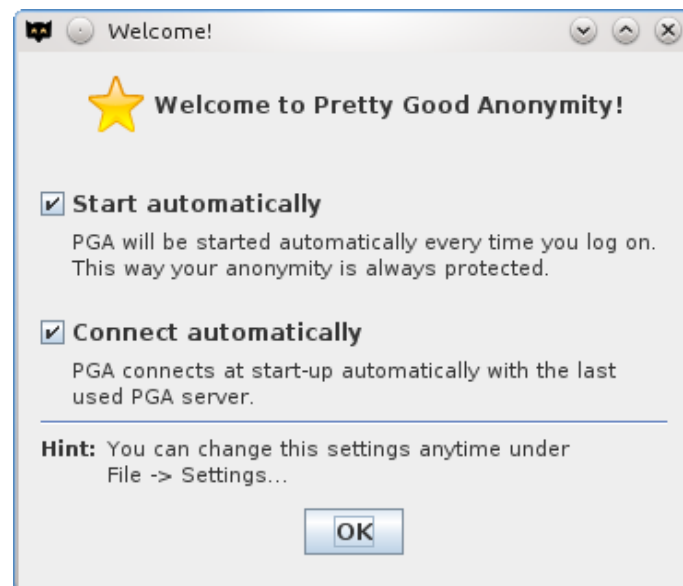 Welcome!
Welcome to Pretty Good Anonymity!
Start automatically
PGA will be started automatically every time you log on.
This way your anonymity is always protected.
Connect automatically
PGA connects at start-up automatically with the last
used PGA server.
Hint: You can change this settings anytime under
File -> Settings...
OK